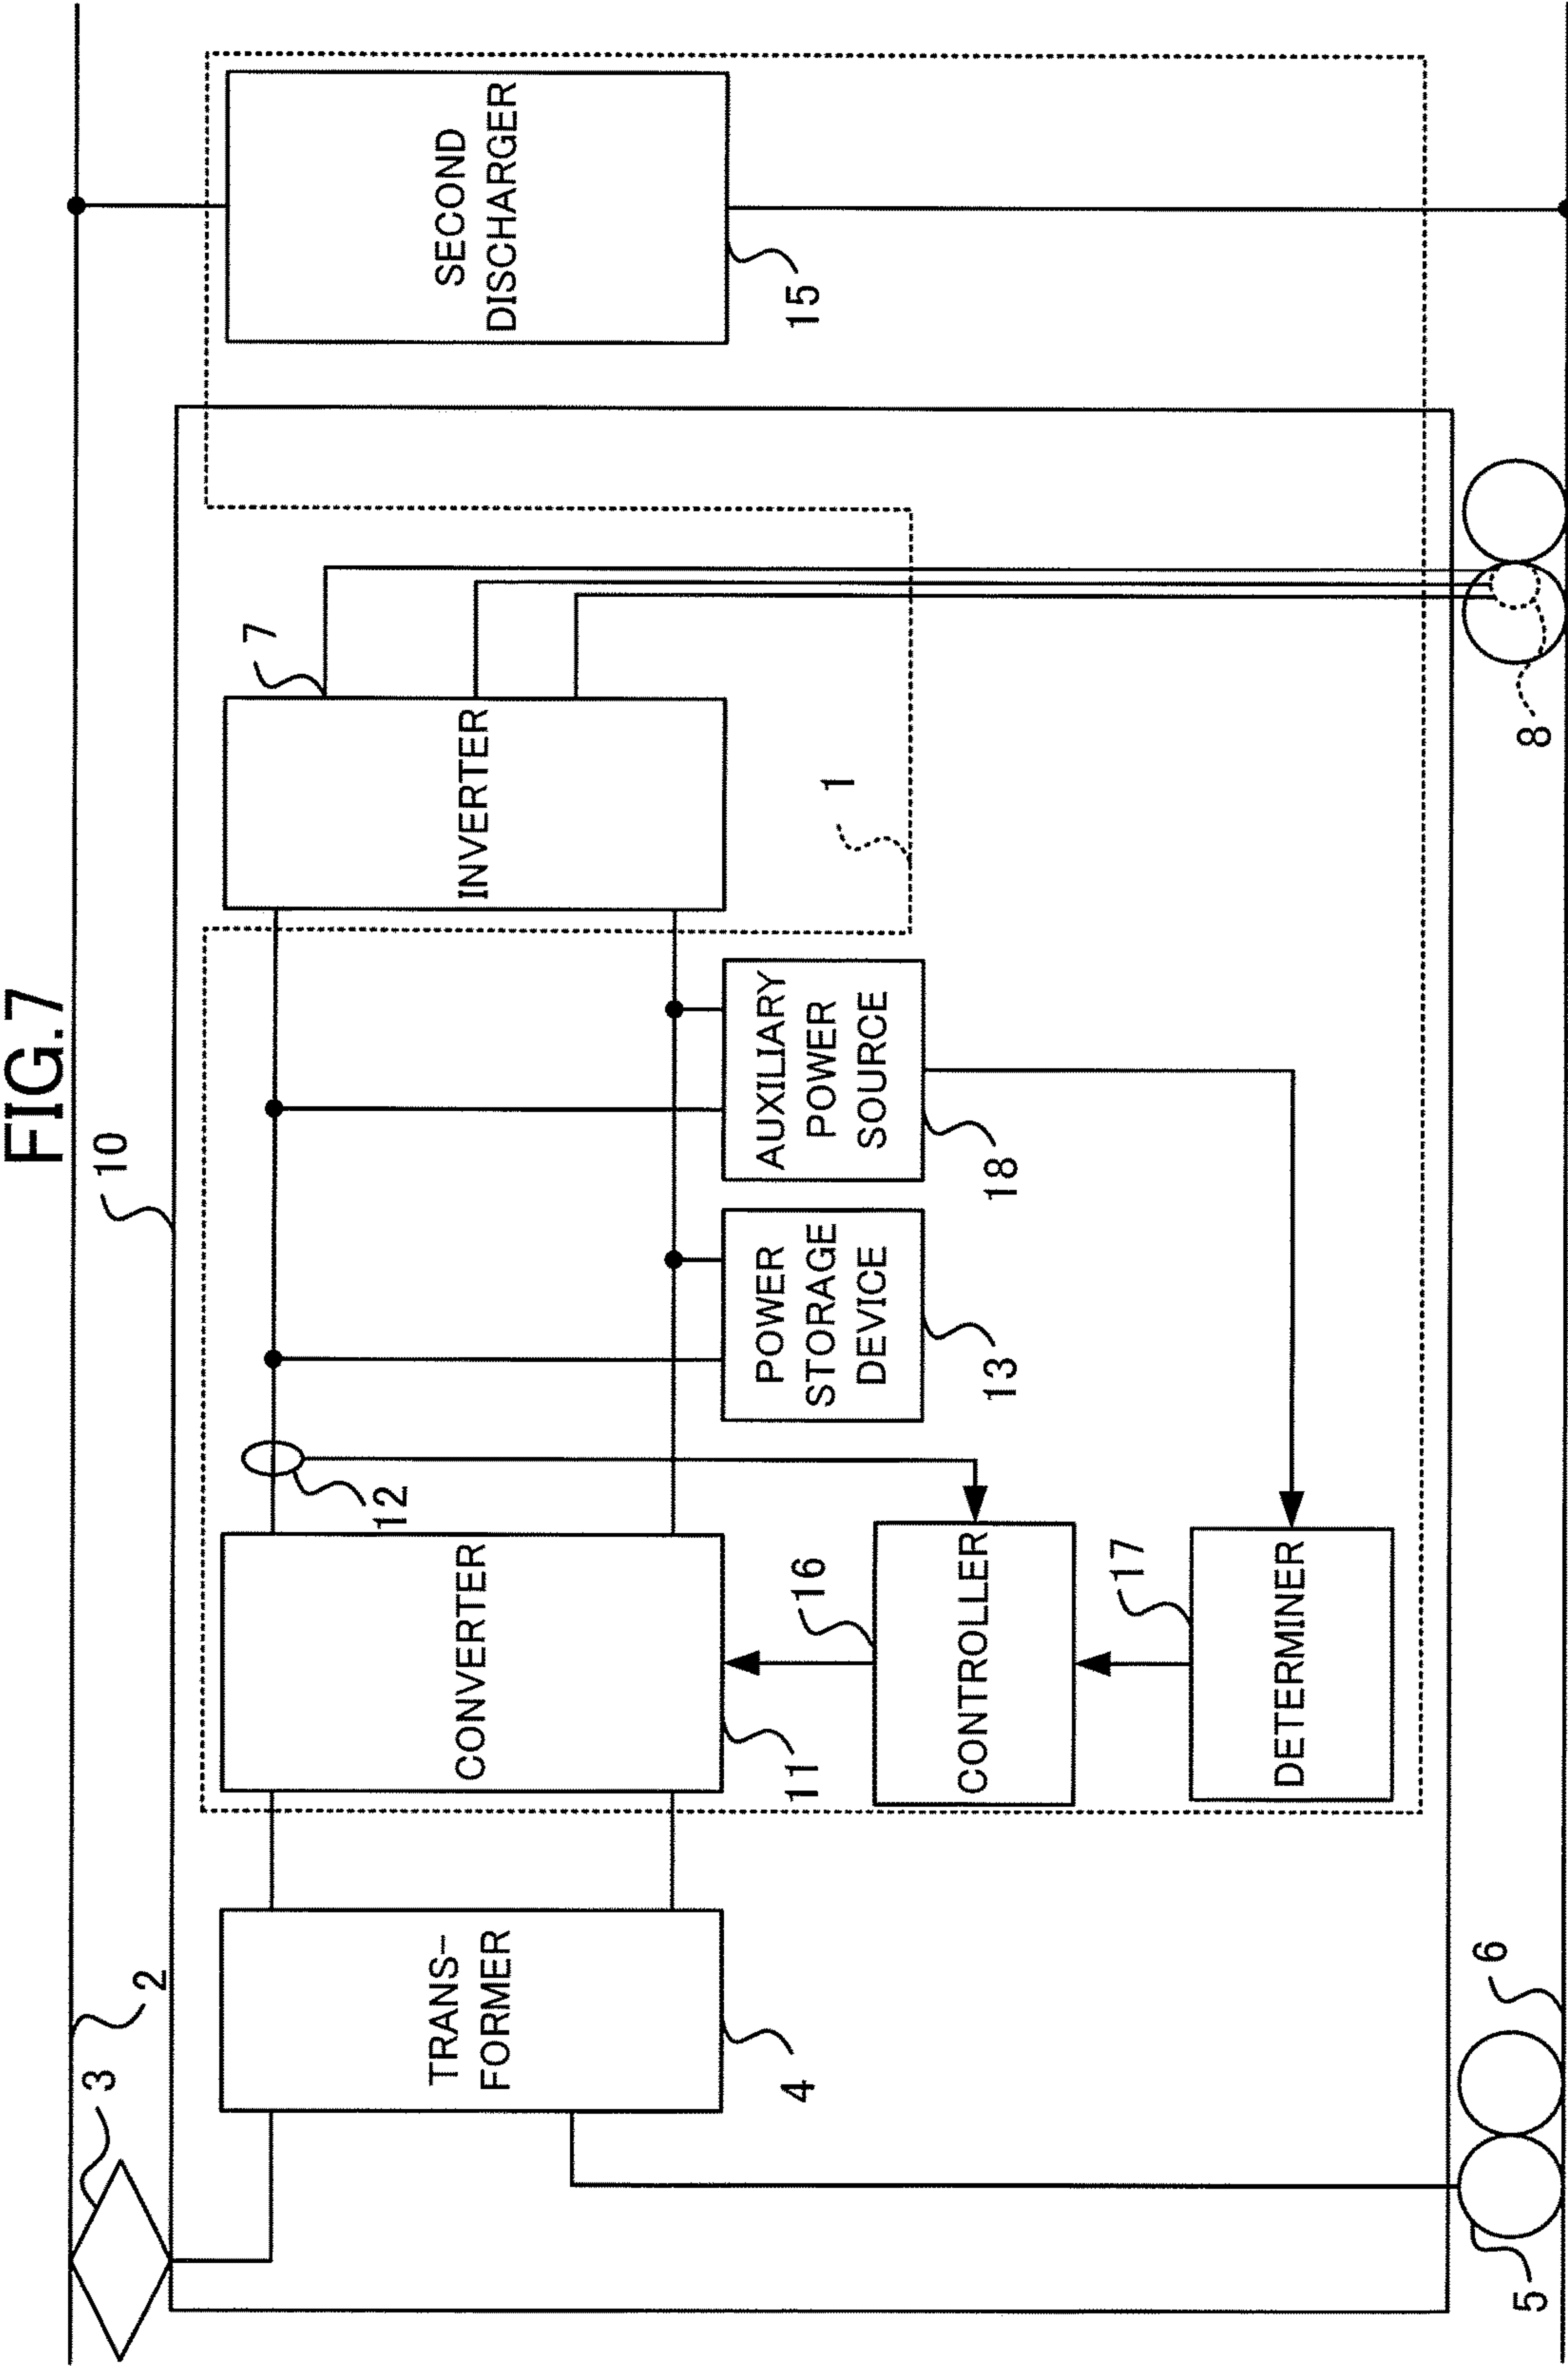 FIG.7
10
2
3
7
TRANS-
FORMER
4
CONVERTER
11
12
POWER
STORAGE
DEVICE
13
AUXILIARY
POWER
SOURCE
18
INVERTER
1
SECOND
DISCHARGER
15
16
CONTROLLER
17
DETERMINER
5
6
8